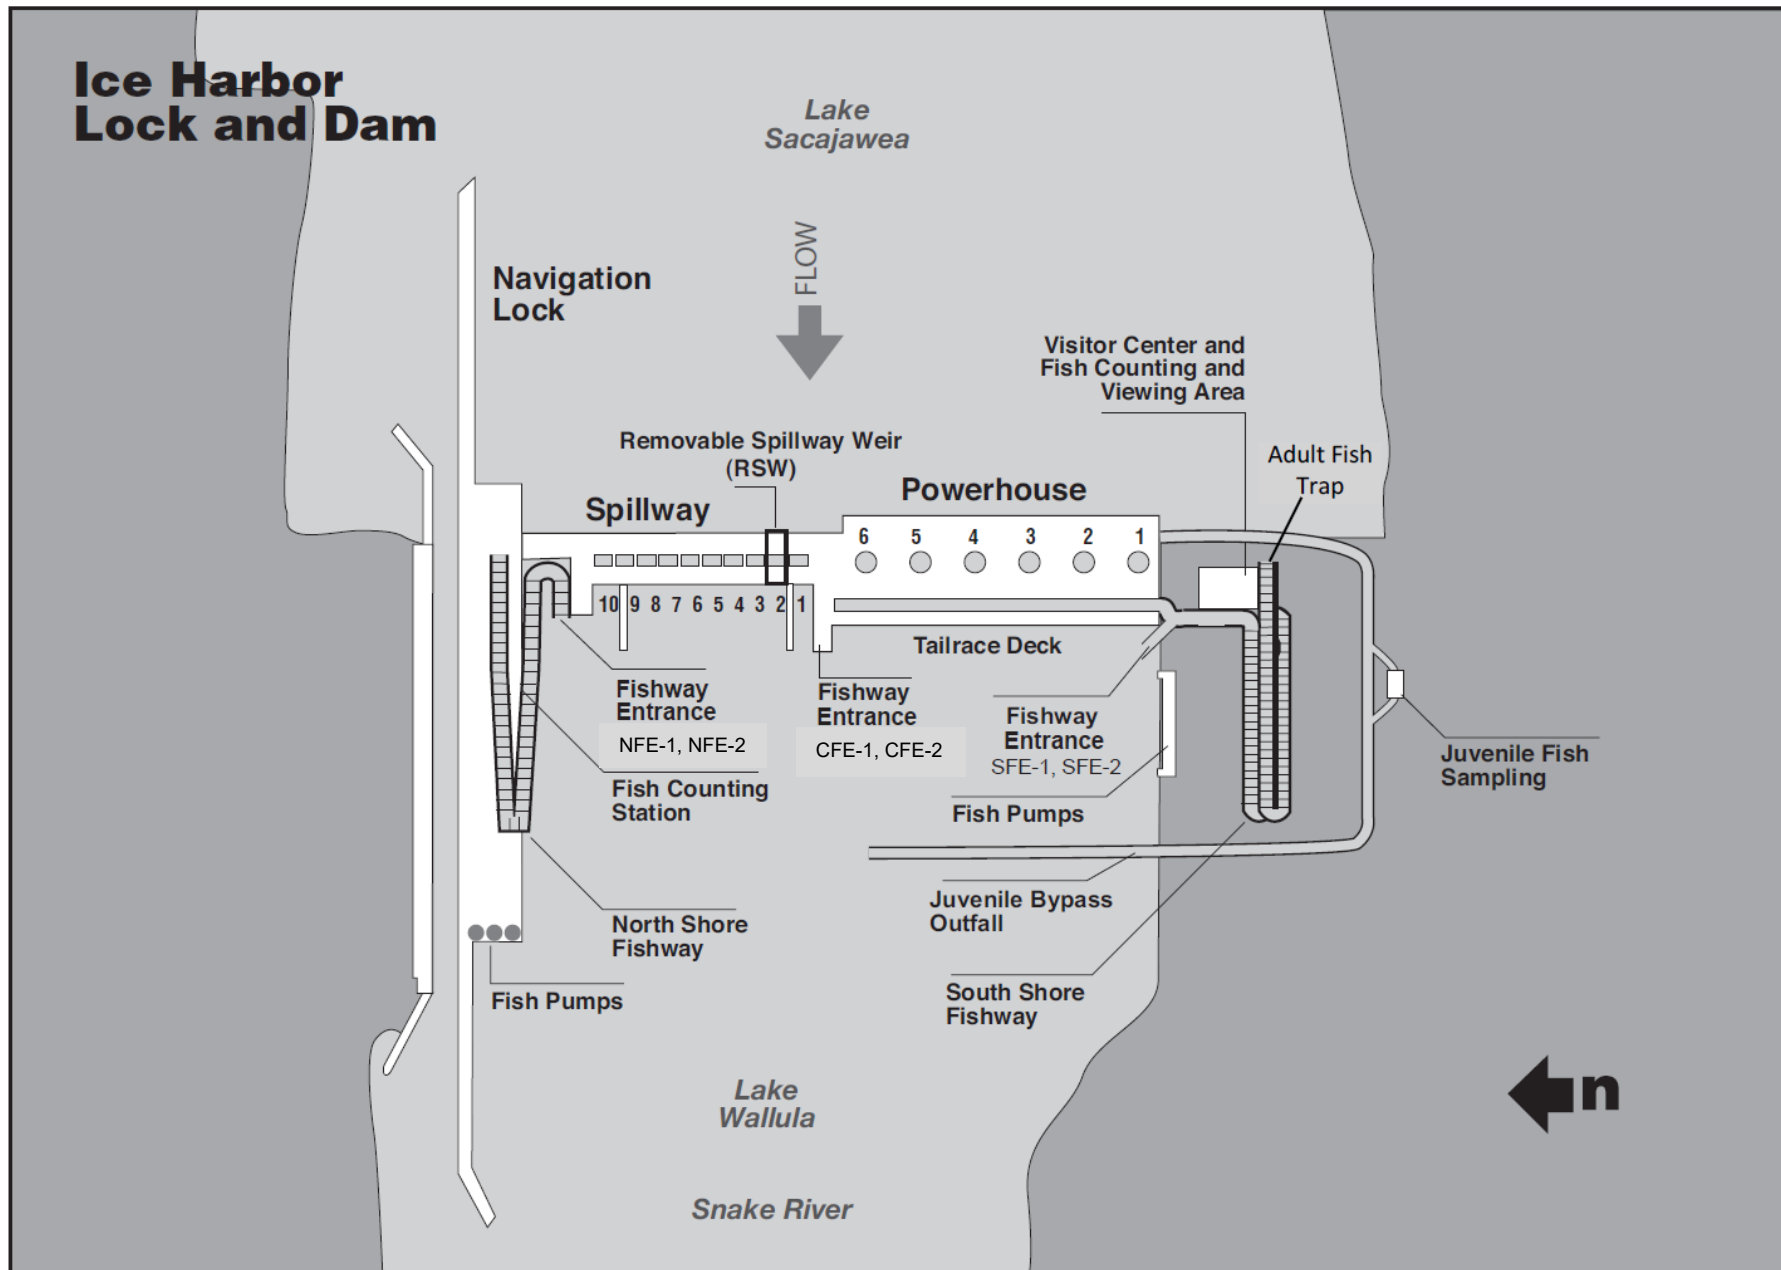 Ice Harbor
Lock and Dam
Lake
Sacajawea
FLOW
Navigation
Lock
Visitor Center and
Fish Counting and
Viewing Area
Removable Spillway Weir
(RSW)
Adult Fish
Trap
Spillway
Powerhouse
6 5 4 3 2 1
10 9 8 7 6 5 4 3 2 1
Tailrace Deck
Fishway
Entrance
NFE-1, NFE-2
Fishway
Entrance
CFE-1, CFE-2
Fishway
Entrance
SFE-1, SFE-2
Juvenile Fish
Sampling
Fish Counting
Station
Fish Pumps
North Shore
Fishway
Juvenile Bypass
Outfall
Fish Pumps
South Shore
Fishway
Lake
Wallula
n
Snake River